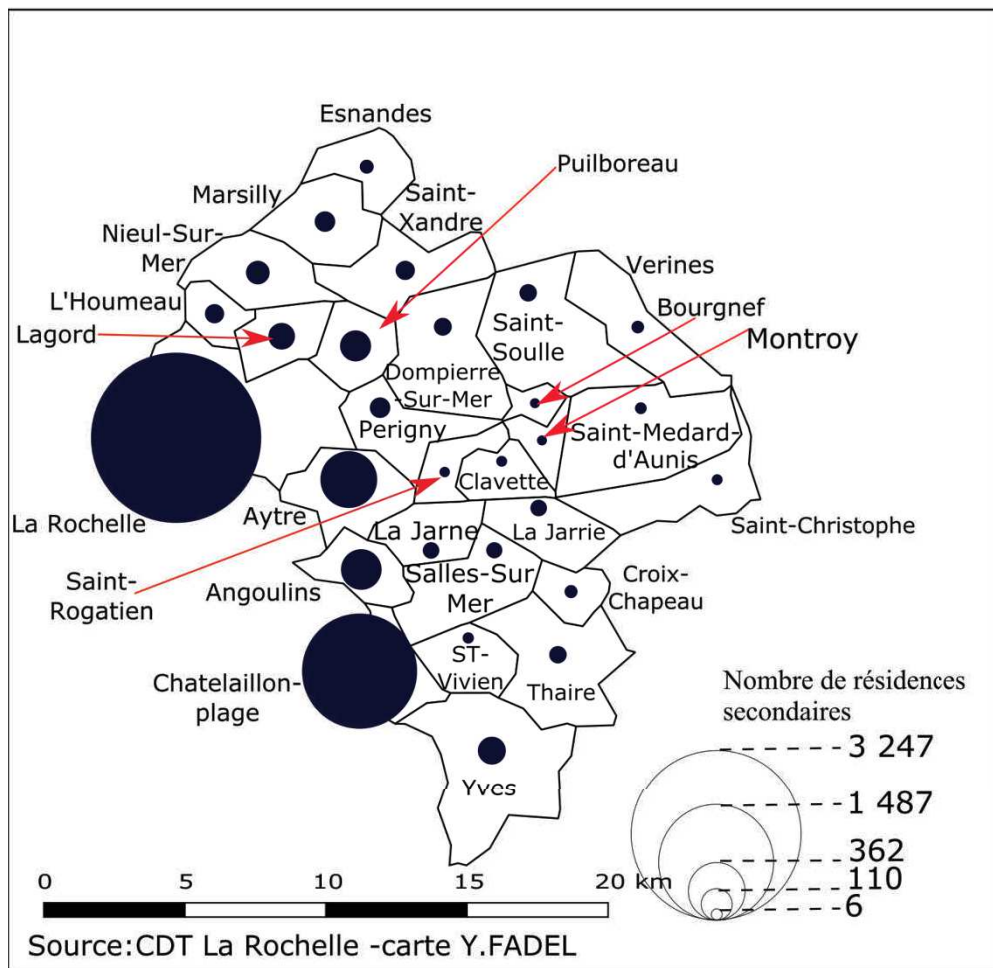 Esnandes
Puilboreau
Marsilly
Saint-
Xandre
Nieul-Sur-
Mer
Verines
L'Houmeau
Bourgnef
Lagord
Saint-
Soulle
Montroy
Dompierre
-Sur-Mer
Perigny
Saint-Medard-
d'Aunis
Clavette
La Rochelle
Aytre
La Jarne
La Jarrie
Saint-Christophe
Saint-
Rogatien
Angoulins
Salles-Sur
Mer
Croix-
Chapeau
ST-
Vivien
Chatelaillon-
plage
Thaire
Yves
Nombre de résidences
secondaires
3 247
1 487
362
110
6
0 5 10 15 20 km
Source:CDT La Rochelle -carte Y.FADEL